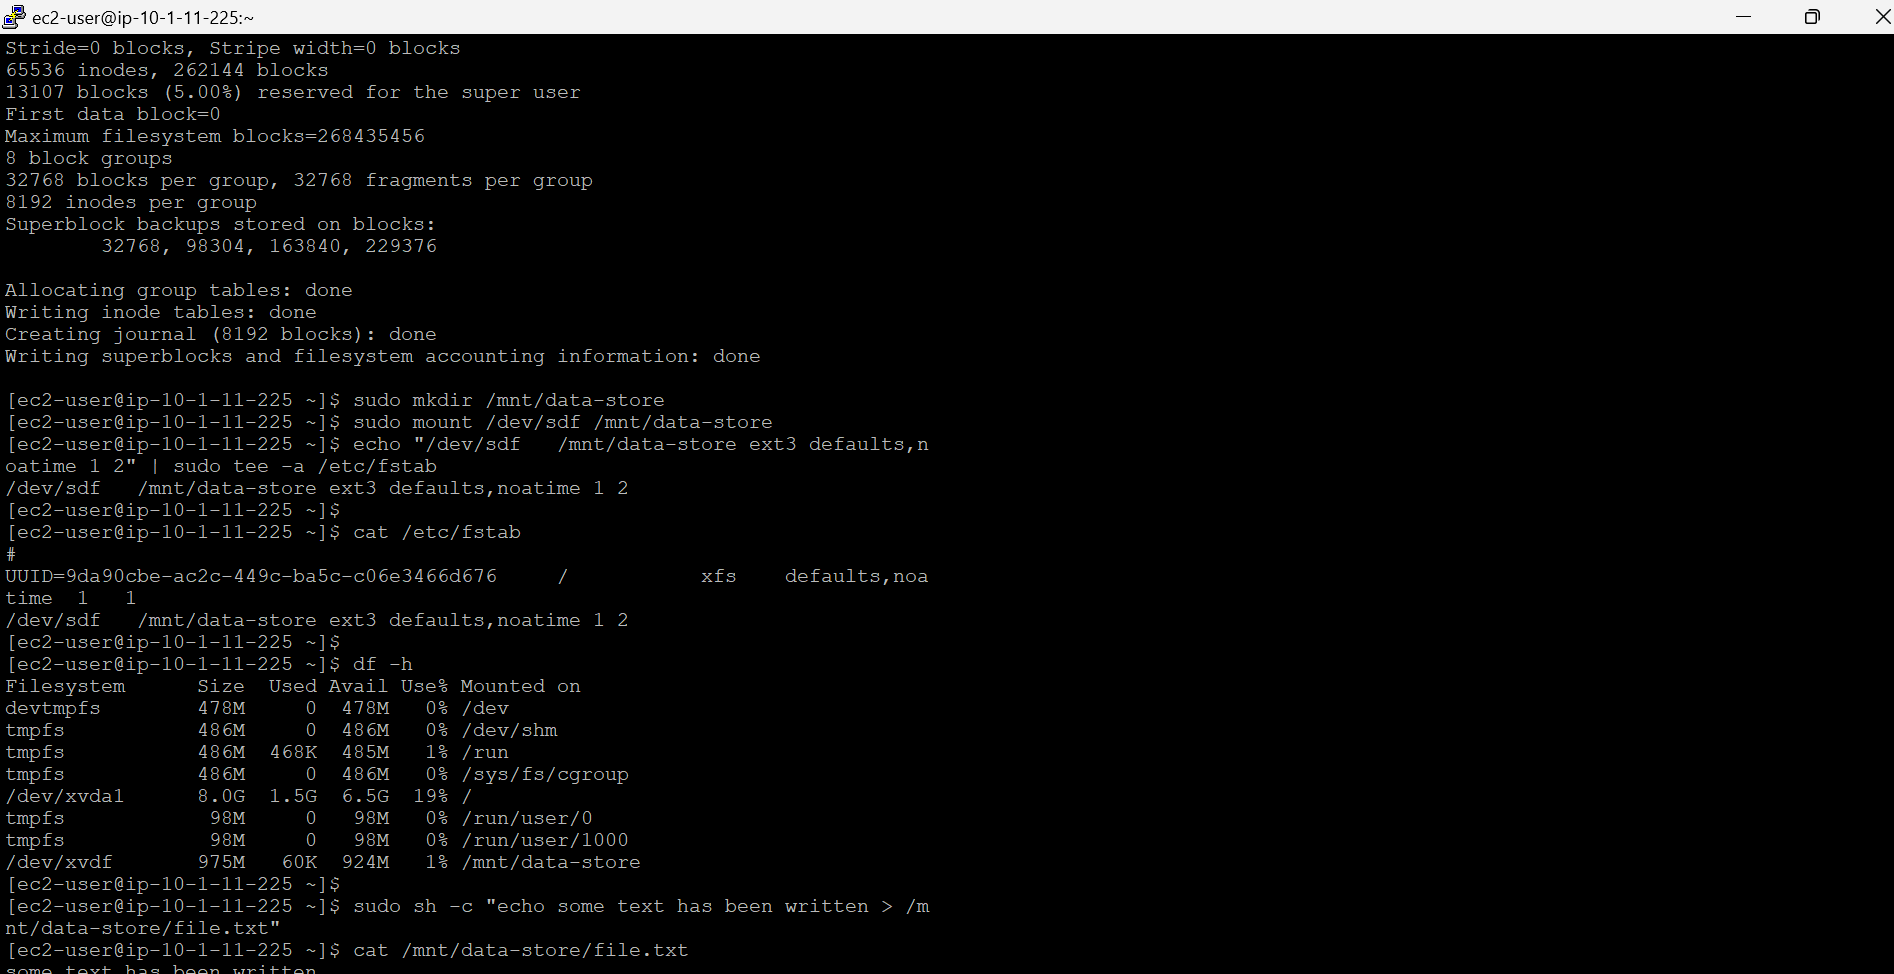 ec2-user@ip-10-1-11-225:~
Stride=0 blocks, Stripe width=0 blocks
65536 inodes, 262144 blocks
13107 blocks (5.00%) reserved for the super user
First data block=0
Maximum filesystem blocks=268435456
8 block groups
32768 blocks per group, 32768 fragments per group
8192 inodes per group
Superblock backups stored on blocks:
        32768, 98304, 163840, 229376

Allocating group tables: done
Writing inode tables: done
Creating journal (8192 blocks): done
Writing superblocks and filesystem accounting information: done

[ec2-user@ip-10-1-11-225 ~]$ sudo mkdir /mnt/data-store
[ec2-user@ip-10-1-11-225 ~]$ sudo mount /dev/sdf /mnt/data-store
[ec2-user@ip-10-1-11-225 ~]$ echo "/dev/sdf   /mnt/data-store ext3 defaults,n
oatime 1 2" | sudo tee -a /etc/fstab
/dev/sdf   /mnt/data-store ext3 defaults,noatime 1 2
[ec2-user@ip-10-1-11-225 ~]$
[ec2-user@ip-10-1-11-225 ~]$ cat /etc/fstab
#
UUID=9da90cbe-ac2c-449c-ba5c-c06e3466d676     /           xfs    defaults,noa
time  1   1
/dev/sdf   /mnt/data-store ext3 defaults,noatime 1 2
[ec2-user@ip-10-1-11-225 ~]$
[ec2-user@ip-10-1-11-225 ~]$ df -h
Filesystem      Size  Used Avail Use% Mounted on
devtmpfs        478M     0  478M   0% /dev
tmpfs           486M     0  486M   0% /dev/shm
tmpfs           486M  468K  485M   1% /run
tmpfs           486M     0  486M   0% /sys/fs/cgroup
/dev/xvda1      8.0G  1.5G  6.5G  19% /
tmpfs            98M     0   98M   0% /run/user/0
tmpfs            98M     0   98M   0% /run/user/1000
/dev/xvdf       975M   60K  924M   1% /mnt/data-store
[ec2-user@ip-10-1-11-225 ~]$
[ec2-user@ip-10-1-11-225 ~]$ sudo sh -c "echo some text has been written > /m
nt/data-store/file.txt"
[ec2-user@ip-10-1-11-225 ~]$ cat /mnt/data-store/file.txt
some text has been written